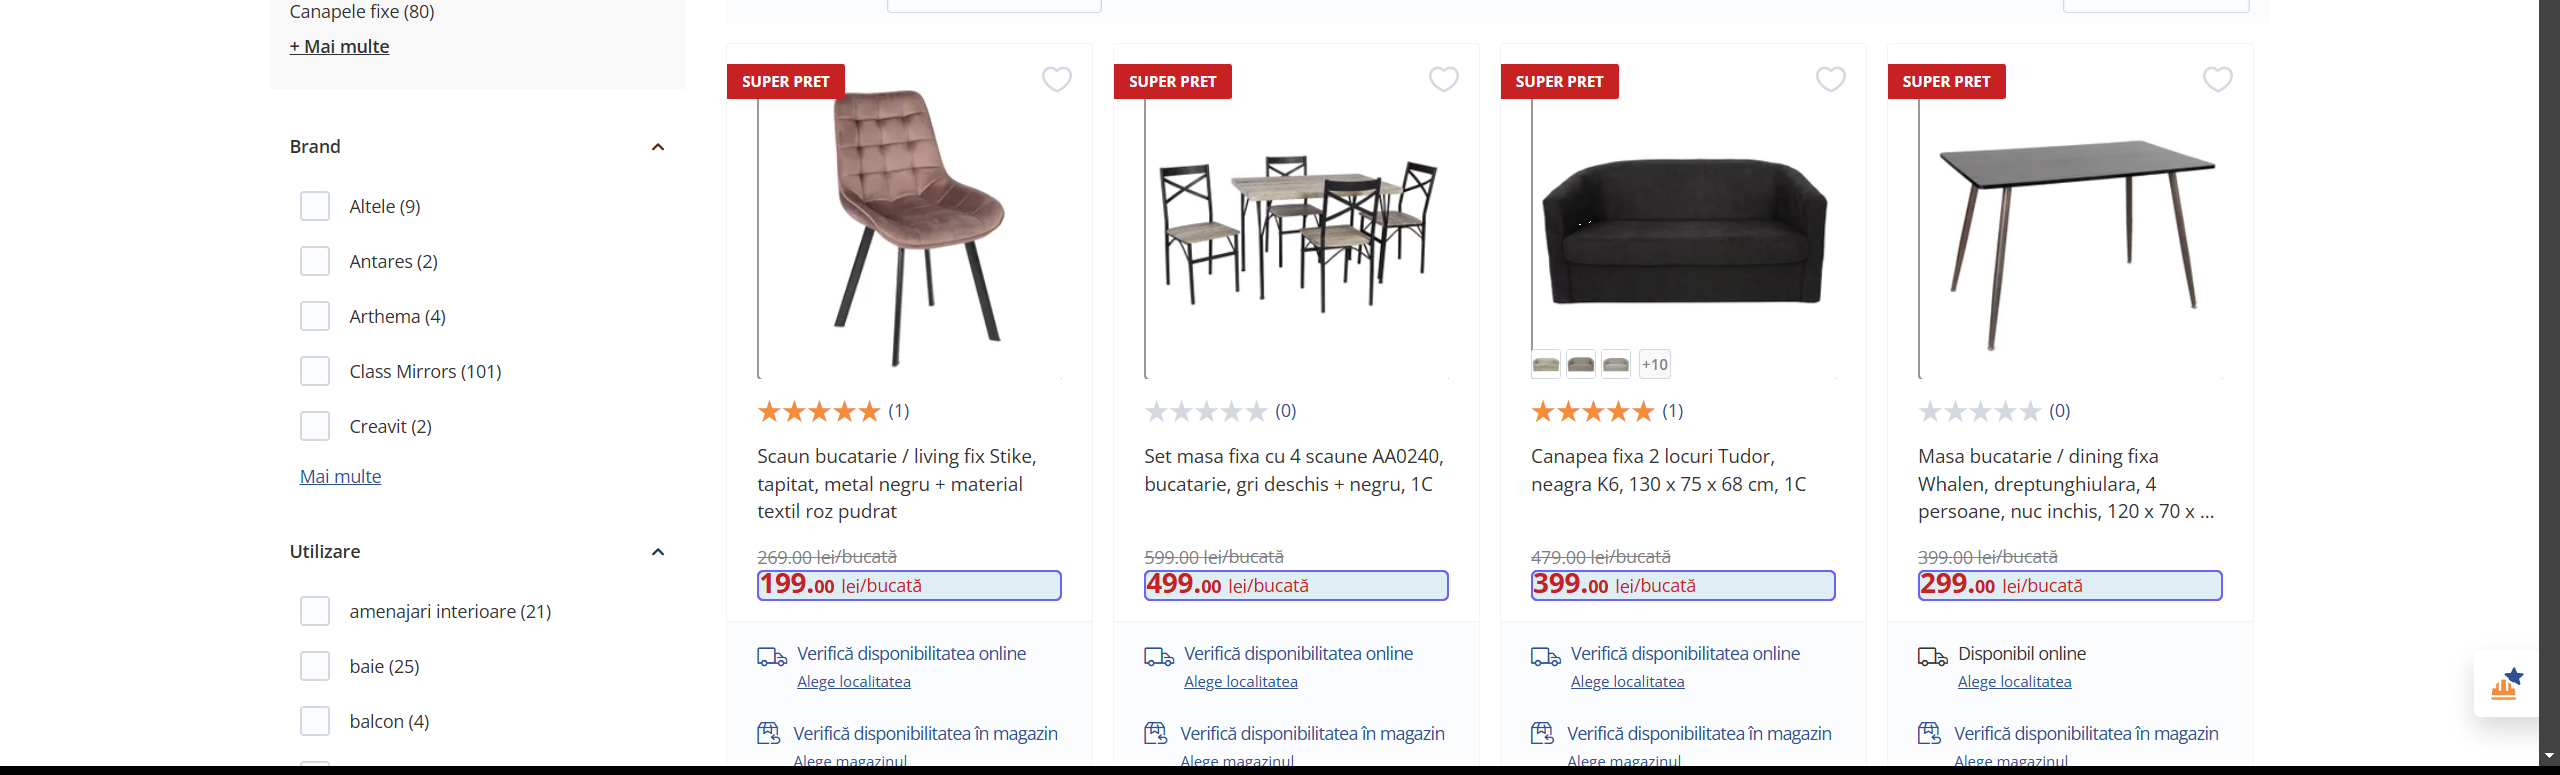 Canapele fixe (80)
+ Mai multe
Brand
Altele (9)
Antares (2)
Arthema (4)
Class Mirrors (101)
Creavit (2)
Mai multe
Utilizare
amenajari interioare (21)
baie (25)
balcon (4)
SUPER PRET
(1)
Scaun bucatarie / living fix Stike,
tapitat, metal negru + material
textil roz pudrat
269.00 lei/bucată
199.00 lei/bucată
Verifică disponibilitatea online
Alege localitatea
Verifică disponibilitatea în magazin
Alege magazinul
SUPER PRET
(0)
Set masa fixa cu 4 scaune AA0240,
bucatarie, gri deschis + negru, 1C
599.00 lei/bucată
499.00 lei/bucată
Verifică disponibilitatea online
Alege localitatea
Verifică disponibilitatea în magazin
Alege magazinul
SUPER PRET
+10
(1)
Canapea fixa 2 locuri Tudor,
neagra K6, 130 x 75 x 68 cm, 1C
479.00 lei/bucată
399.00 lei/bucată
Verifică disponibilitatea online
Alege localitatea
Verifică disponibilitatea în magazin
Alege magazinul
SUPER PRET
(0)
Masa bucatarie / dining fixa
Whalen, dreptunghiulara, 4
persoane, nuc inchis, 120 x 70 x ...
399.00 lei/bucată
299.00 lei/bucată
Disponibil online
Alege localitatea
Verifică disponibilitatea în magazin
Alege magazinul